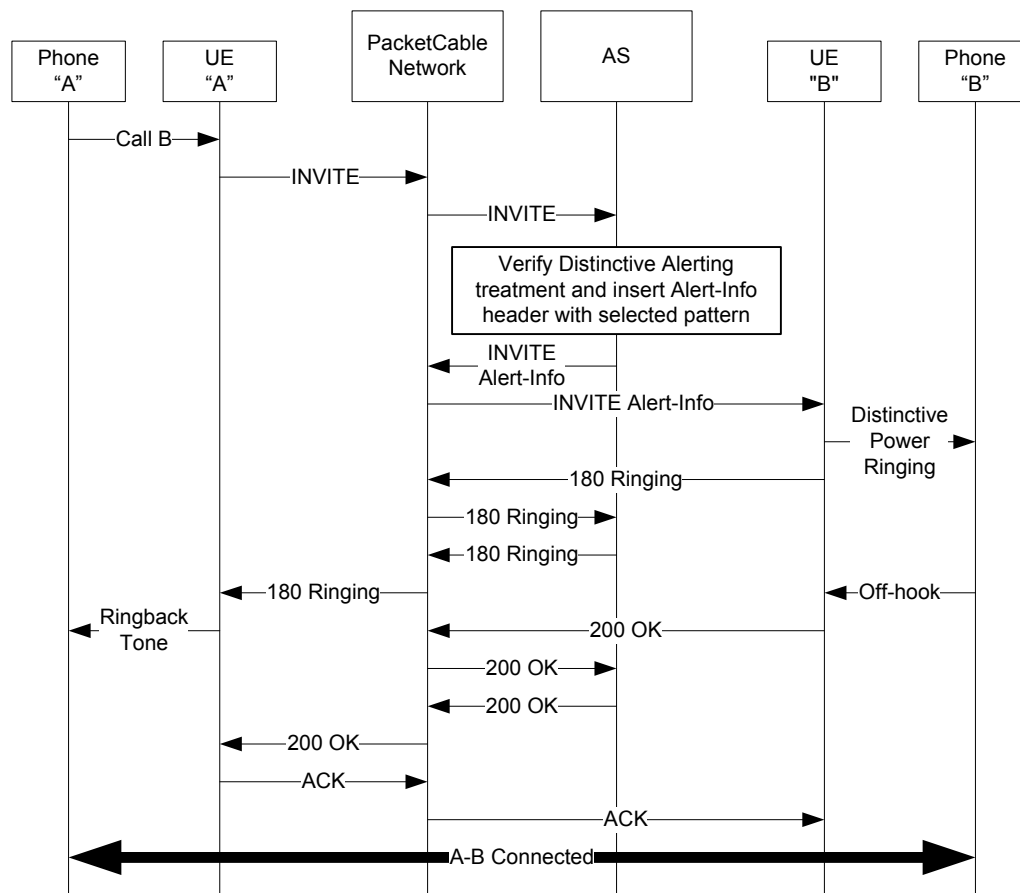 Phone
“A”
UE
“A”
PacketCable
Network
AS
UE
"B"
Phone
“B”
Call B
INVITE
INVITE
Verify Distinctive Alerting
treatment and insert Alert-Info
header with selected pattern
INVITE
Alert-Info
INVITE Alert-Info
Distinctive
Power
Ringing
180 Ringing
180 Ringing
180 Ringing
180 Ringing
Off-hook
Ringback
Tone
200 OK
200 OK
200 OK
200 OK
ACK
ACK
A-B Connected